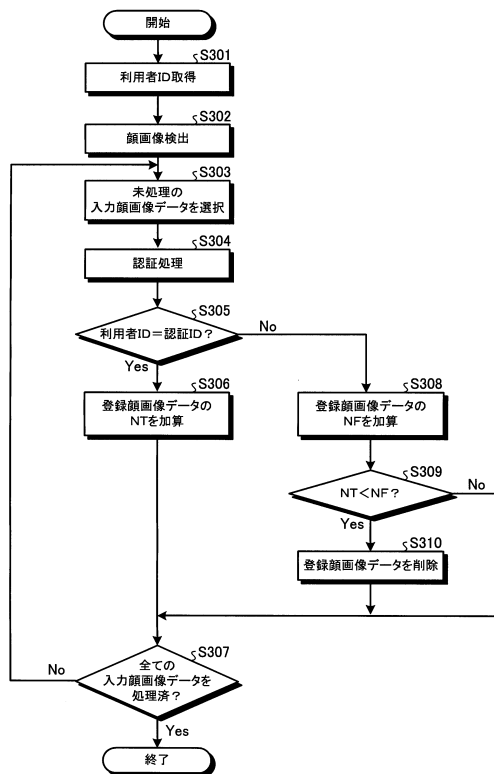 開始
S301
利用者ID取得
S302
顔画像検出
S303
未処理の
入力顔画像データを選択
S304
認証処理
S305
利用者ID=認証ID?
No
Yes
S306
登録顔画像データの
NTを加算
S308
登録顔画像データの
NFを加算
S309
NT<NF?
No
Yes
S310
登録顔画像データを削除
S307
全ての
入力顔画像データを
処理済?
No
Yes
終了